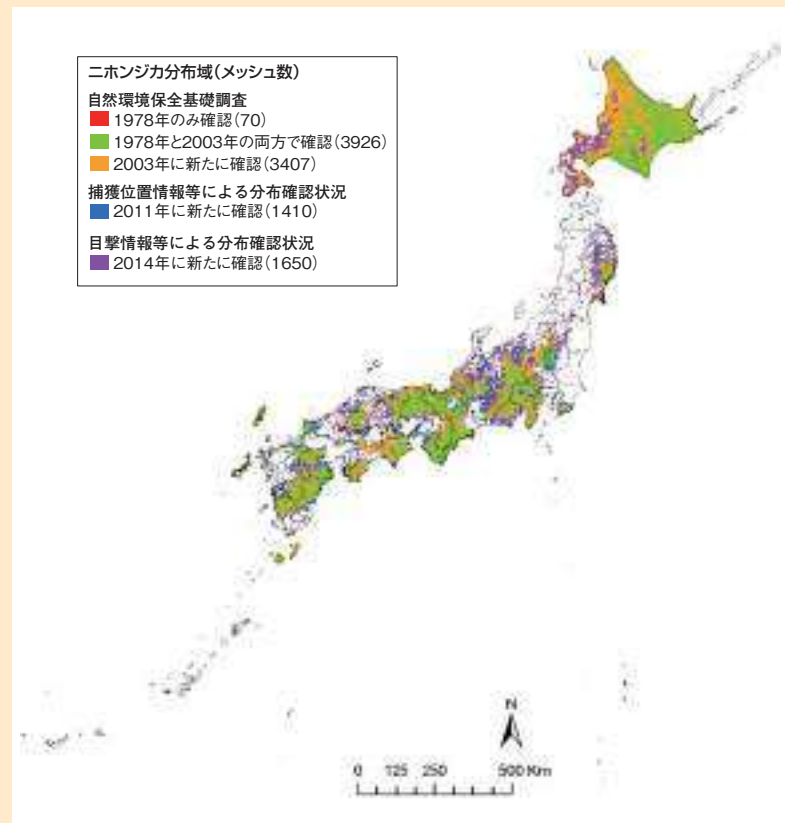 ニホンジカ分布域（メッシュ数）
自然環境保全基礎調査
1978年のみ確認（70）
1978年と2003年の両方で確認（3926）
2003年に新たに確認（3407）
捕獲位置情報等による分布確認状況
2011年に新たに確認（1410）
目撃情報等による分布確認状況
2014年に新たに確認（1650）
N
0 125 250 500 Km